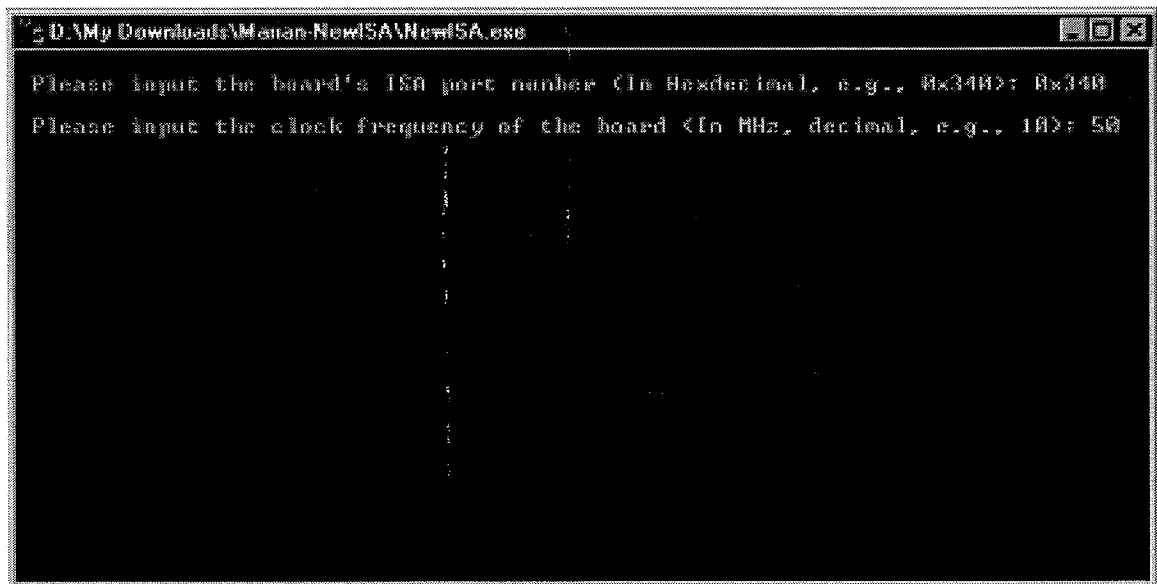 D:\My Downloads\Manan-NewISA\NewISA.exe
Please input the board's ISA port number (In Hexdecimal, e.g., 0x340): 0x340
Please input the clock frequency of the board (In MHz, decimal, e.g., 10): 50